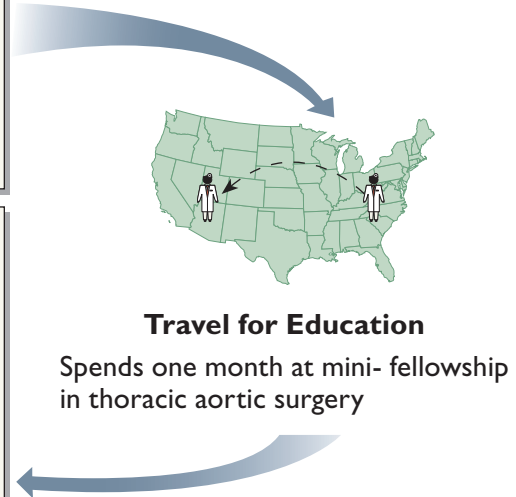 Travel for Education
Spends one month at mini- fellowship
in thoracic aortic surgery